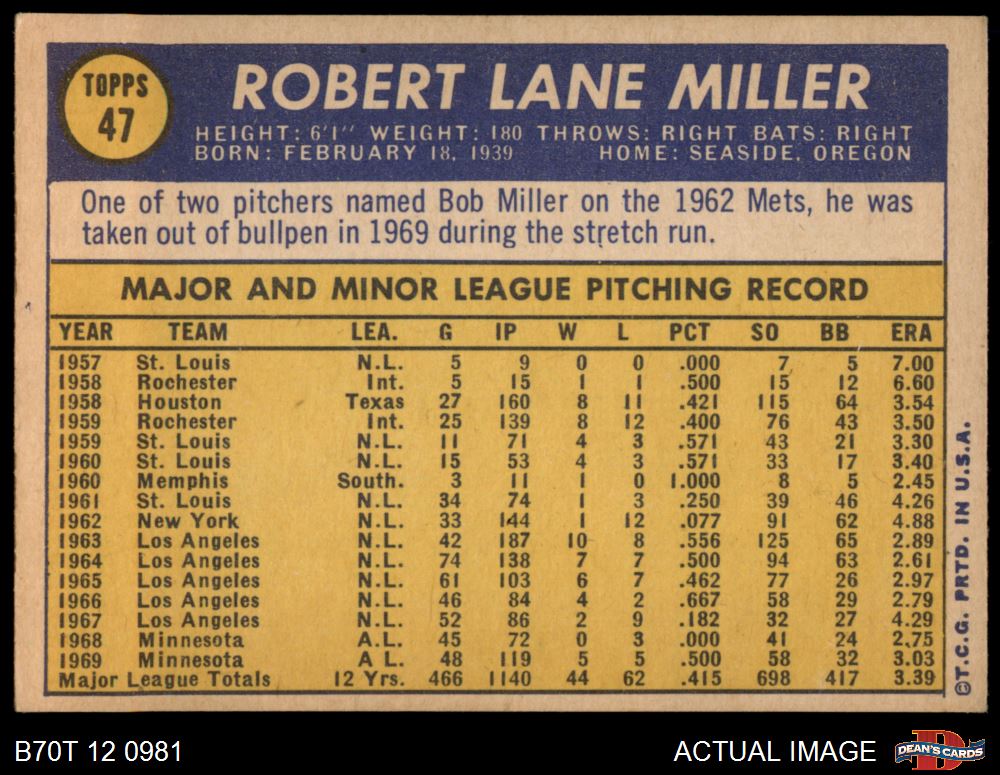 TOPPS
47
ROBERT LANE MILLER
HEIGHT: 6'1" WEIGHT: 180 THROWS: RIGHT BATS: RIGHT
BORN: FEBRUARY 18, 1939 HOME: SEASIDE, OREGON
One of two pitchers named Bob Miller on the 1962 Mets, he was
taken out of bullpen in 1969 during the stretch run.
MAJOR AND MINOR LEAGUE PITCHING RECORD
YEAR TEAM LEA. G IP W L PCT SO BB ERA
1957 St. Louis N.L. 5 9 0 0 .000 7 5 7.00
1958 Rochester Int. 5 15 1 1 .500 15 12 6.60
1958 Houston Texas 27 160 8 11 .421 115 64 3.54
1959 Rochester Int. 25 139 8 12 .400 76 43 3.50
1959 St. Louis N.L. 11 71 4 3 .571 43 21 3.30
1960 St. Louis N.L. 15 53 4 3 .571 33 17 3.40
1960 Memphis South. 3 11 1 0 1.000 8 5 2.45
1961 St. Louis N.L. 34 74 1 3 .250 39 46 4.26
1962 New York N.L. 33 144 1 12 .077 91 62 4.88
1963 Los Angeles N.L. 42 187 10 8 .556 125 65 2.89
1964 Los Angeles N.L. 74 138 7 7 .500 94 63 2.61
1965 Los Angeles N.L. 61 103 6 7 .462 77 26 2.97
1966 Los Angeles N.L. 46 84 4 2 .667 58 29 2.79
1967 Los Angeles N.L. 52 86 2 9 .182 32 27 4.29
1968 Minnesota A.L. 45 72 0 3 .000 41 24 2.75
1969 Minnesota A L. 48 119 5 5 .500 58 32 3.03
Major League Totals 12 Yrs. 466 1140 44 62 .415 698 417 3.39
©T.C.G. PRTD. IN U.S.A.
B70T 12 0981
ACTUAL IMAGE
D
DEAN'S CARDS